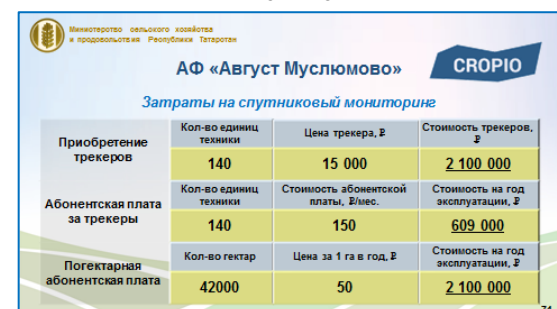 Министерство сельского хозяйства
и продовольствия Республики Татарстан
CROPIO
АФ «Август Муслюмово»
Затраты на спутниковый мониторинг
Приобретение трекеров
Кол-во единиц техники
Цена трекера, ₽
Стоимость трекеров, ₽
140
15 000
2 100 000
Абонентская плата за трекеры
Кол-во единиц техники
Стоимость абонентской платы, ₽/мес.
Стоимость на год эксплуатации, ₽
140
150
609 000
Погектарная абонентская плата
Кол-во гектар
Цена за 1 га в год, ₽
Стоимость на год эксплуатации, ₽
42000
50
2 100 000
71